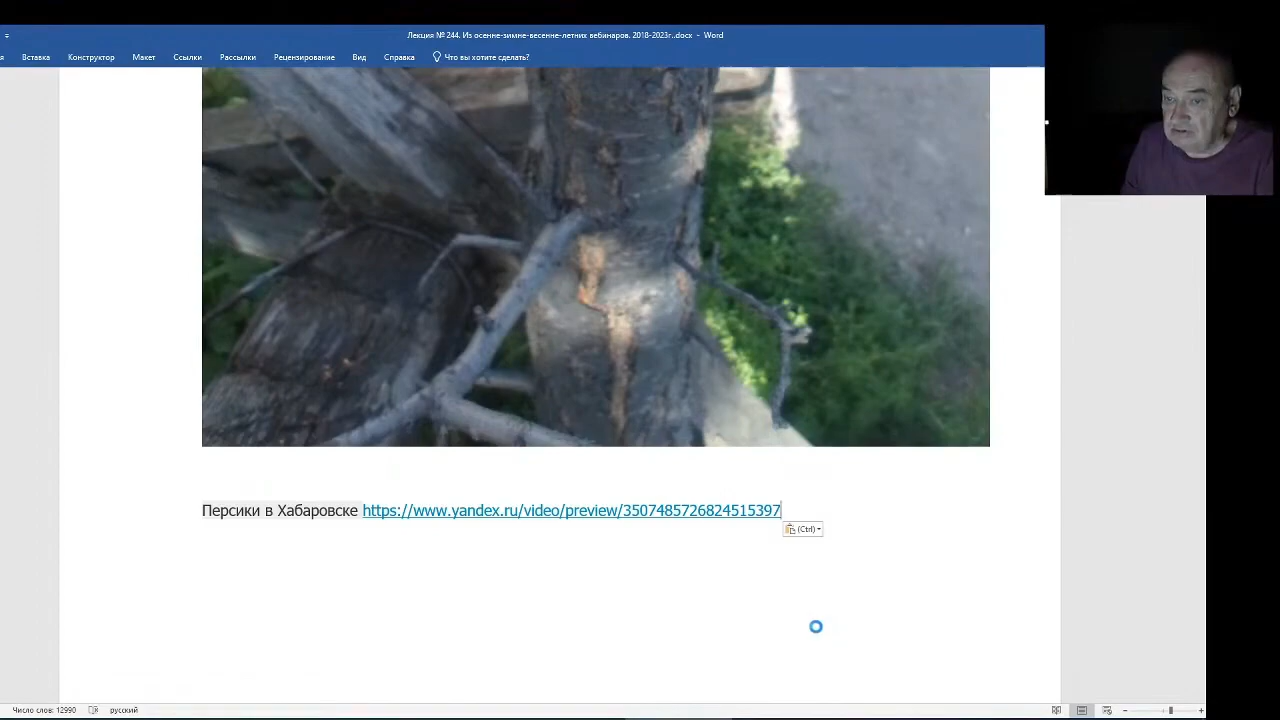 Лекция № 244. Из осенне-зимне-весенне-летних вебинаров. 2018-2023г..docx - Word
я Вставка Конструктор Макет Ссылки Рассылки Рецензирование Вид Справка Что вы хотите сделать?
Персики в Хабаровске https://www.yandex.ru/video/preview/3507485726824515397
(Ctrl)
Число слов: 12990 русский